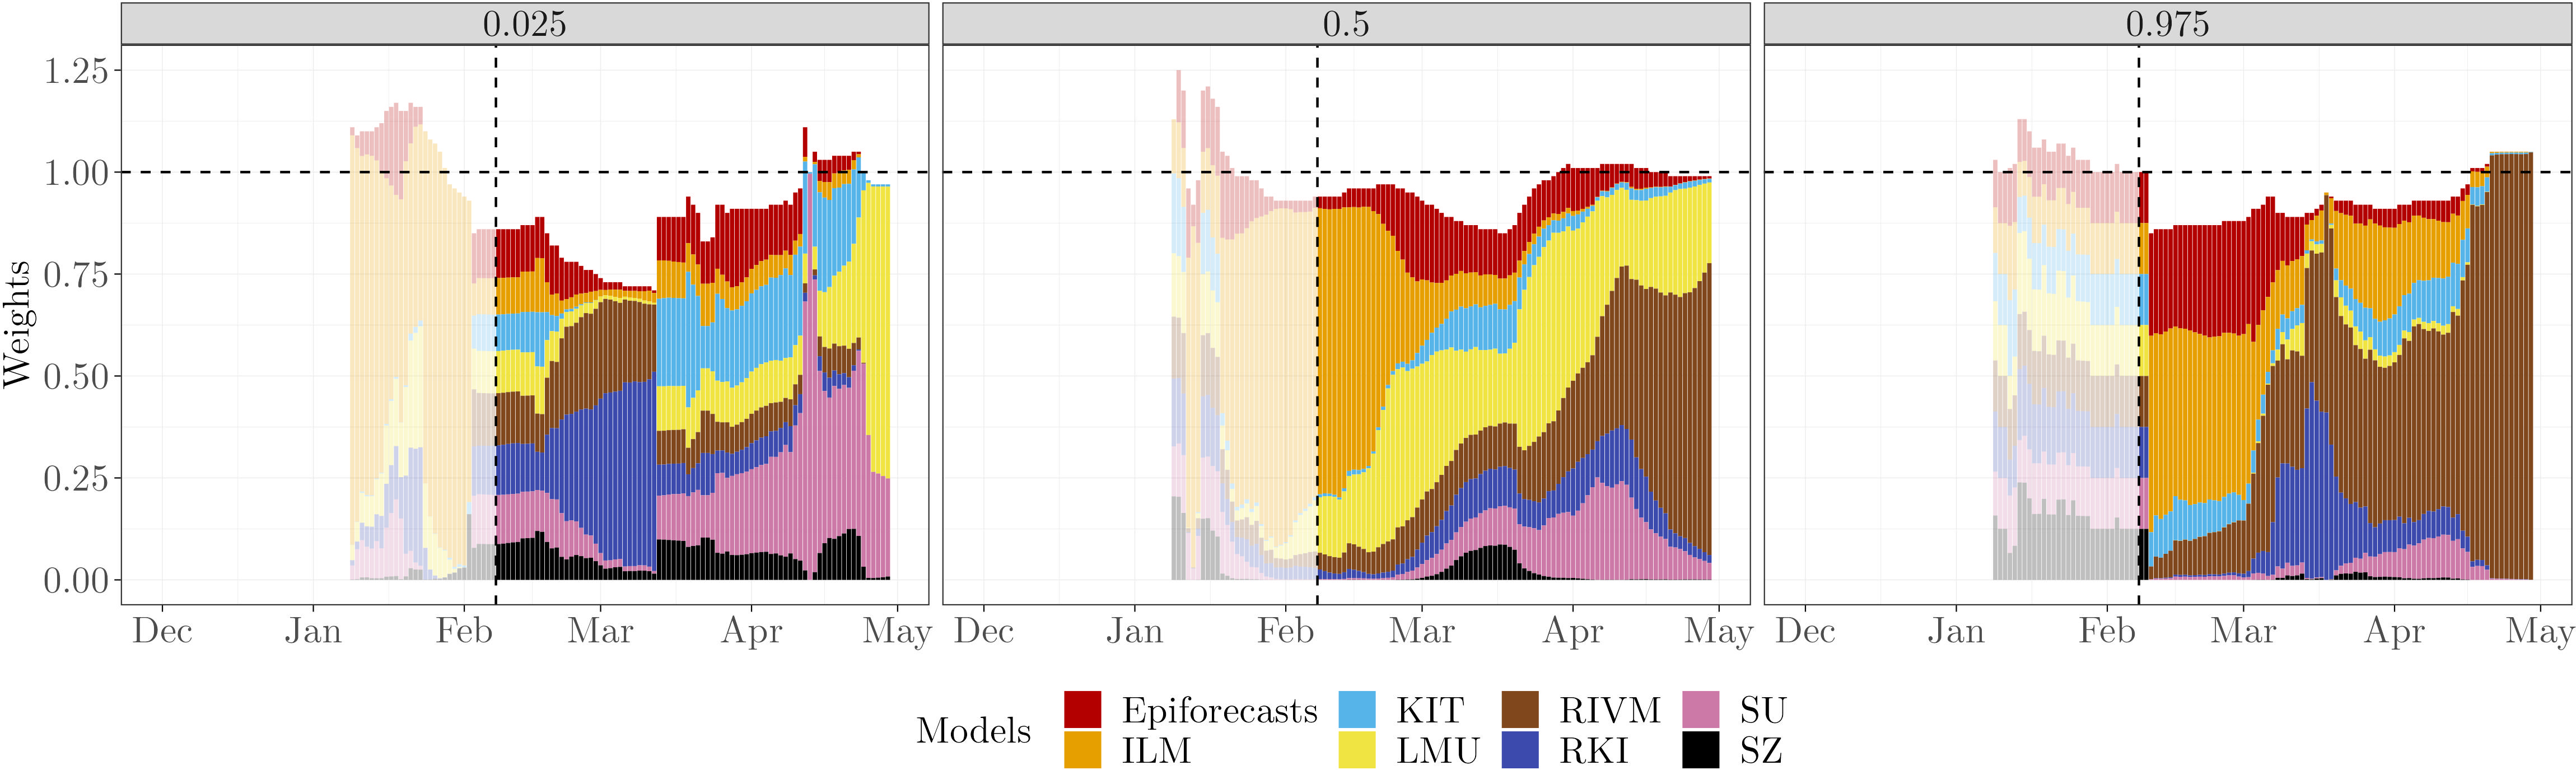 0.025 0.5 0.975
1.25
1.00
0.75
0.50
0.25
0.00
Weights
Dec Jan Feb Mar Apr May Dec Jan Feb Mar Apr May Dec Jan Feb Mar Apr May
Models
Epiforecasts KIT RIVM SU
ILM LMU RKI SZ